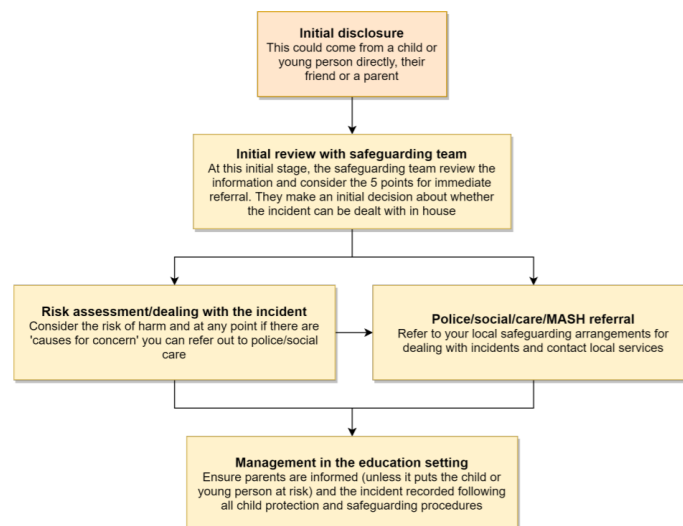 Initial disclosure
This could come from a child or
young person directly, their
friend or a parent
Initial review with safeguarding team
At this initial stage, the safeguarding team review the
information and consider the 5 points for immediate
referral. They make an initial decision about whether
the incident can be dealt with in house
Risk assessment/dealing with the incident
Consider the risk of harm and at any point if there are
'causes for concern' you can refer out to police/social
care
Police/social/care/MASH referral
Refer to your local safeguarding arrangements for
dealing with incidents and contact local services
Management in the education setting
Ensure parents are informed (unless it puts the child or
young person at risk) and the incident recorded following
all child protection and safeguarding procedures